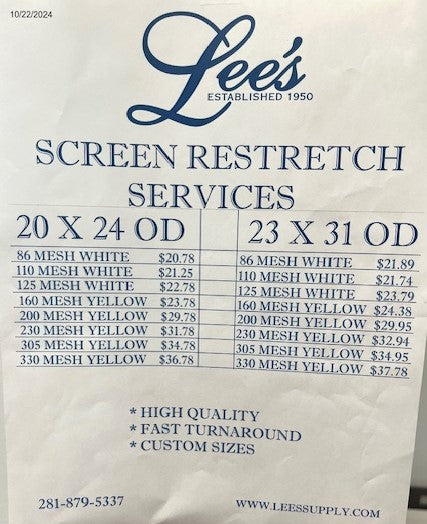 10/22/2024
Lee's
ESTABLISHED 1950
SCREEN RESTRETCH
SERVICES
20 X 24 OD
86 MESH WHITE $20.78
110 MESH WHITE $21.25
125 MESH WHITE $22.78
160 MESH YELLOW $23.78
200 MESH YELLOW $29.78
230 MESH YELLOW $31.78
305 MESH YELLOW $34.78
330 MESH YELLOW $36.78
23 X 31 OD
86 MESH WHITE $21.89
110 MESH WHITE $21.74
125 MESH WHITE $23.79
160 MESH YELLOW $24.38
200 MESH YELLOW $29.95
230 MESH YELLOW $32.94
305 MESH YELLOW $34.95
330 MESH YELLOW $37.78
* HIGH QUALITY
* FAST TURNAROUND
* CUSTOM SIZES
281-879-5337
WWW.LEESSUPPLY.COM